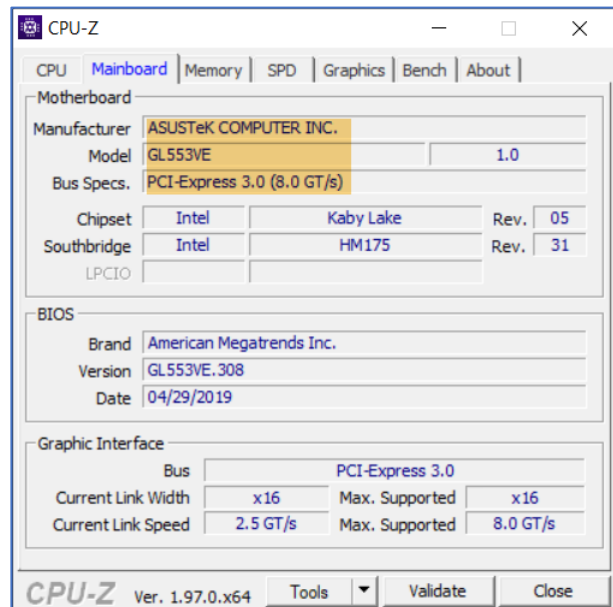 CPU-Z
CPU Mainboard Memory SPD Graphics Bench About
Motherboard
Manufacturer ASUSTeK COMPUTER INC.
Model GL553VE 1.0
Bus Specs. PCI-Express 3.0 (8.0 GT/s)
Chipset Intel Kaby Lake Rev. 05
Southbridge Intel HM175 Rev. 31
LPCIO
BIOS
Brand American Megatrends Inc.
Version GL553VE.308
Date 04/29/2019
Graphic Interface
Bus PCI-Express 3.0
Current Link Width x16 Max. Supported x16
Current Link Speed 2.5 GT/s Max. Supported 8.0 GT/s
CPU-Z Ver. 1.97.0.x64 Tools Validate Close